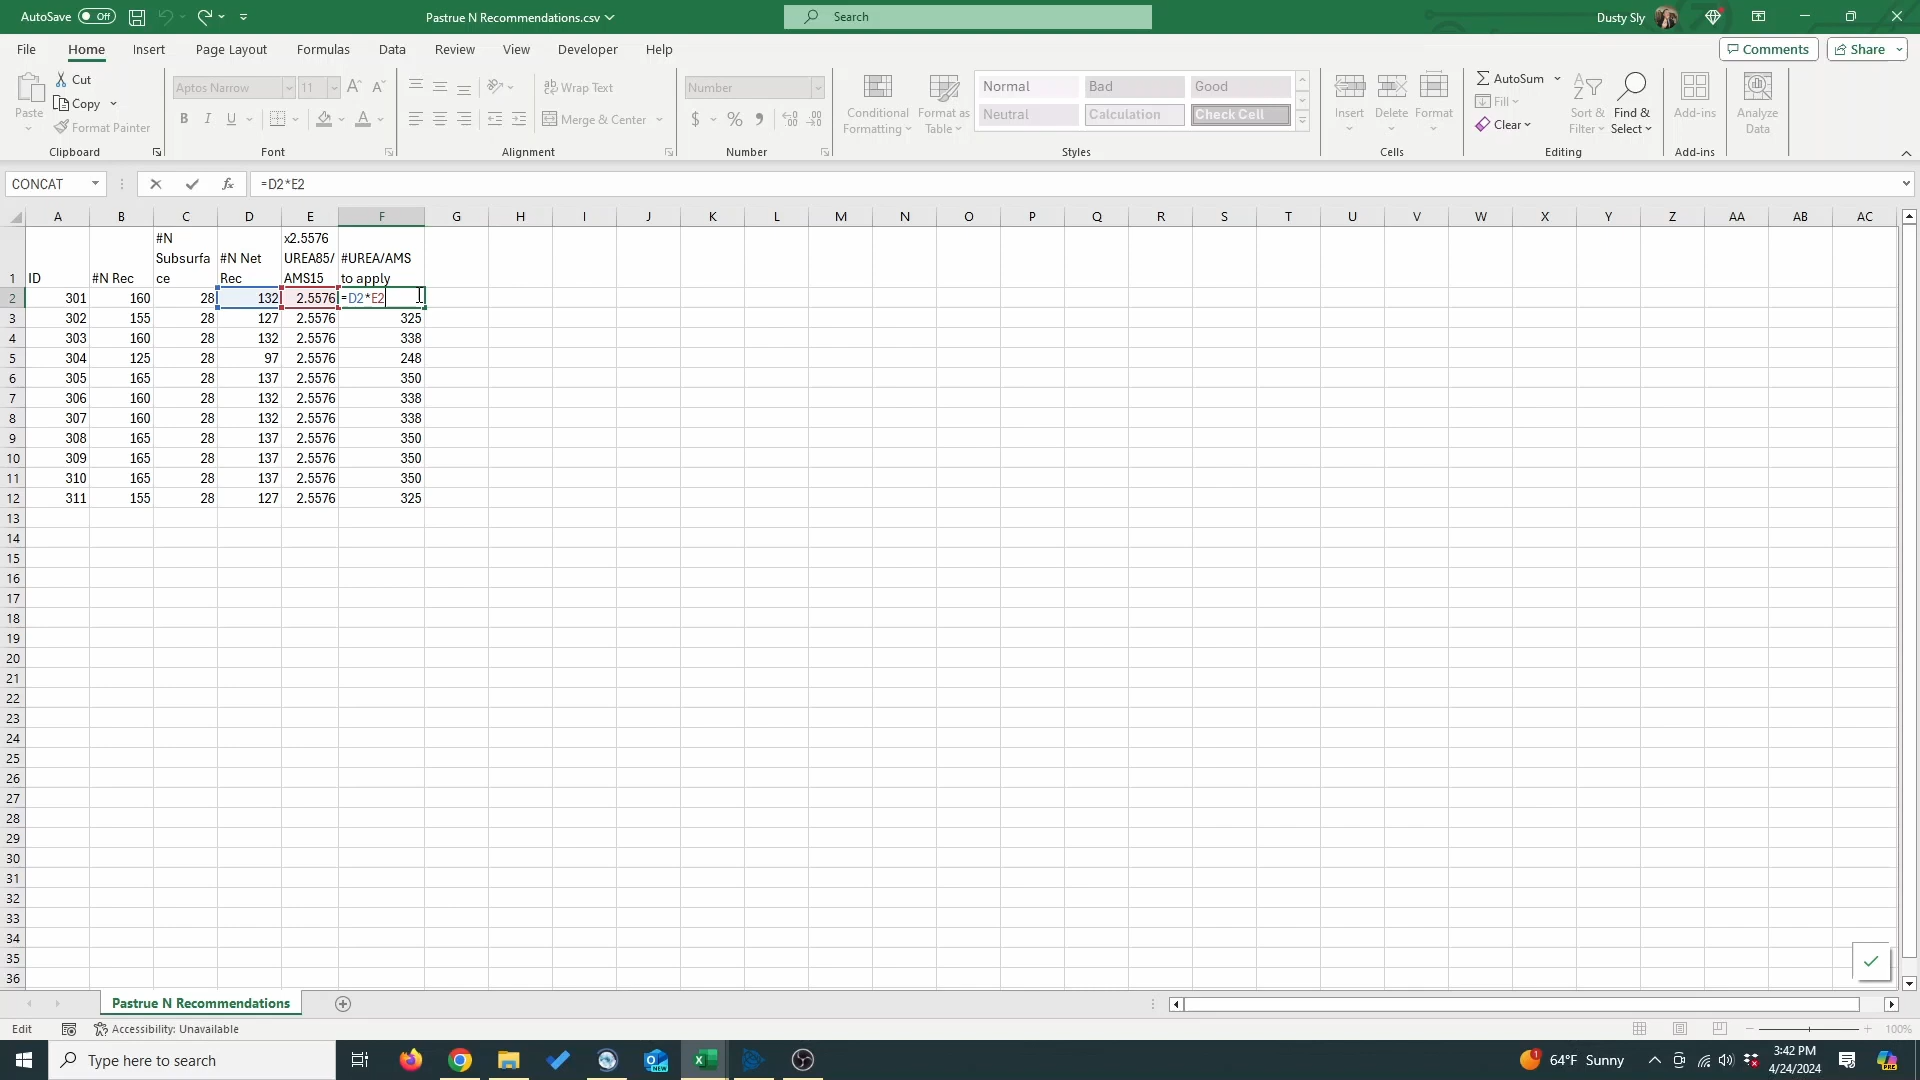 AutoSave Off Pastrue N Recommendations.csv Search Dusty Sly
File Home Insert Page Layout Formulas Data Review View Developer Help Comments Share
Paste Cut Copy Format Painter Clipboard
Aptos Narrow 11 B I U A A Font
Wrap Text Merge & Center Alignment
Number $ % Number
Conditional Formatting Format as Table Normal Bad Good Neutral Calculation Check Cell Styles
Insert Delete Format Cells
AutoSum Fill Clear Sort & Filter Find & Select Editing
Add-ins Add-ins
Analyze Data
CONCAT fx =D2*E2
A B C D E F G H I J K L M N O P Q R S T U V W X Y Z AA AB AC
1 ID #N Rec #N Subsurfa ce #N Net Rec x2.5576 UREA85/ AMS15 #UREA/AMS to apply
2 301 160 28 132 2.5576 =D2*E2
3 302 155 28 127 2.5576 325
4 303 160 28 132 2.5576 338
5 304 125 28 97 2.5576 248
6 305 165 28 137 2.5576 350
7 306 160 28 132 2.5576 338
8 307 160 28 132 2.5576 338
9 308 165 28 137 2.5576 350
10 309 165 28 137 2.5576 350
11 310 165 28 137 2.5576 350
12 311 155 28 127 2.5576 325
13
14
15
16
17
18
19
20
21
22
23
24
25
26
27
28
29
30
31
32
33
34
35
36
Pastrue N Recommendations
Edit Accessibility: Unavailable 100%
Type here to search 64°F Sunny 3:42 PM
4/24/2024